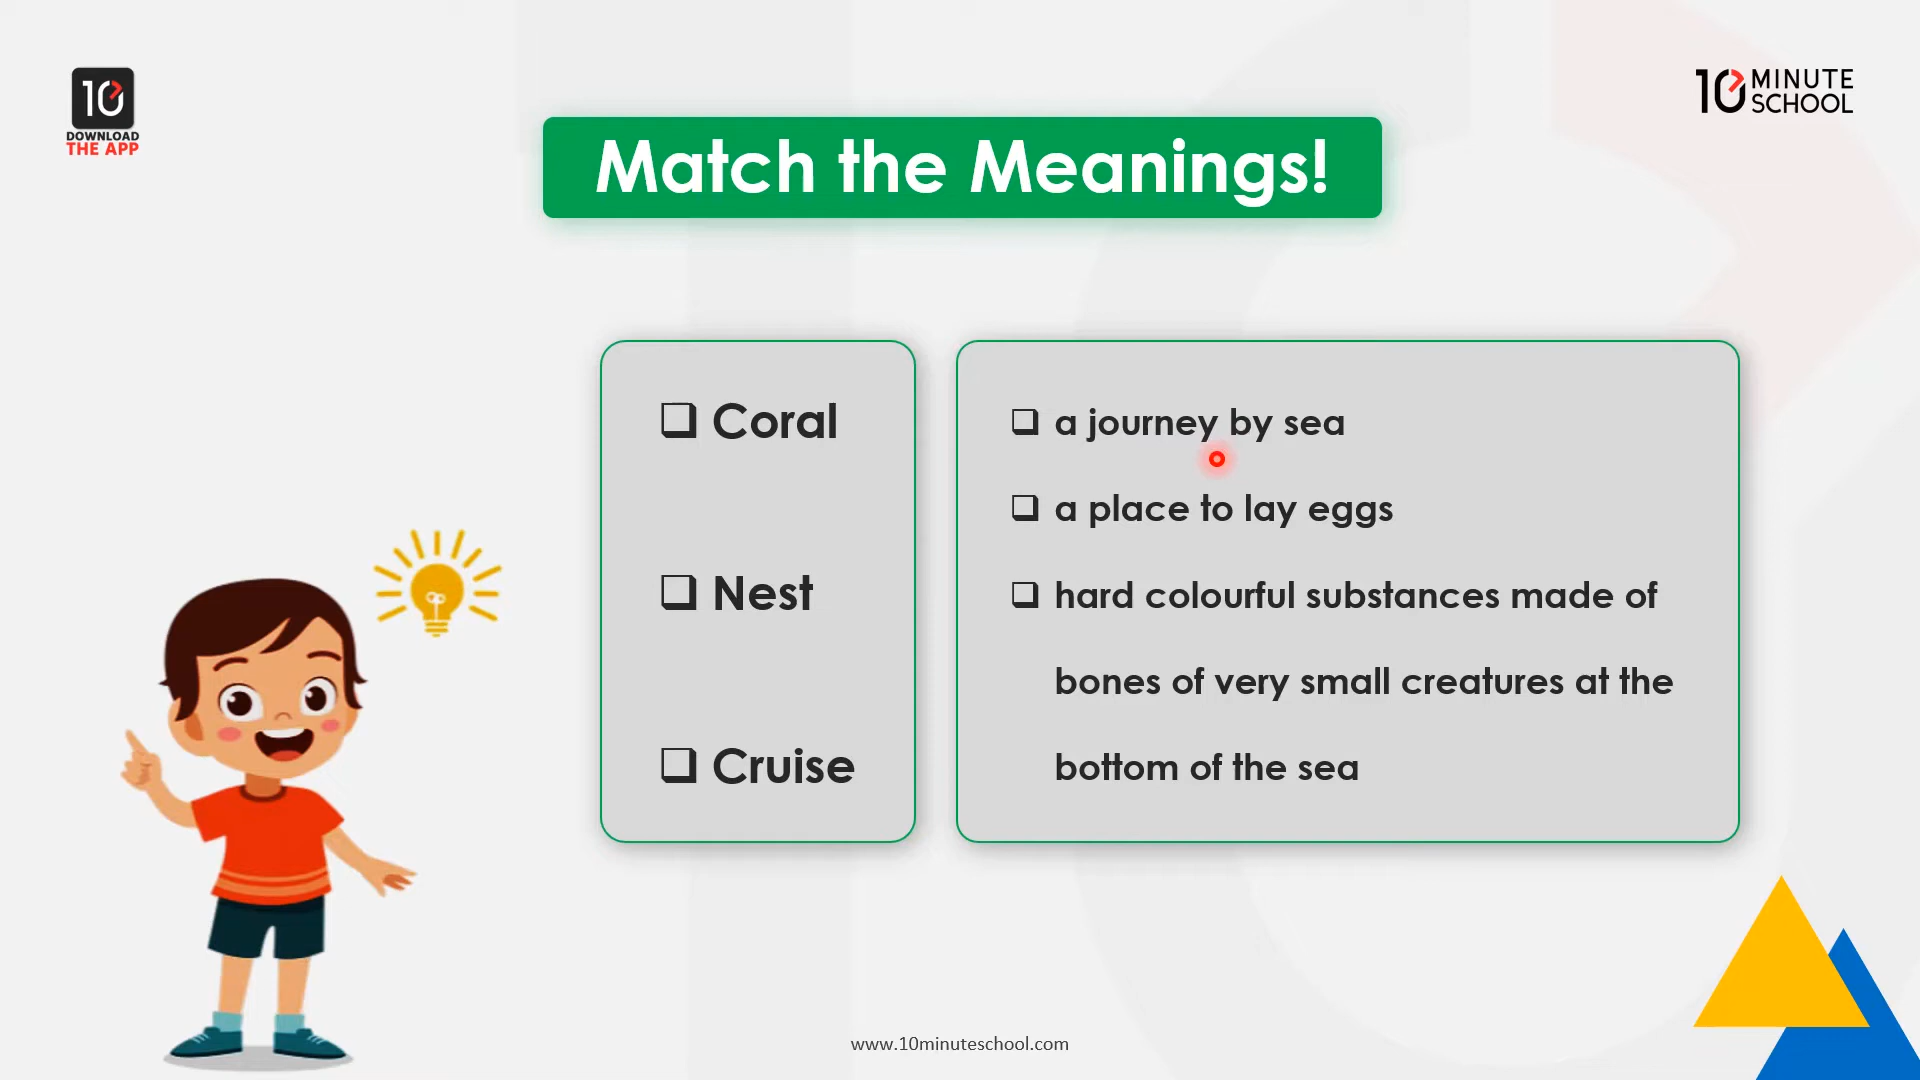 10
DOWNLOAD
THE APP
10 MINUTE
SCHOOL
Match the Meanings!
❑ Coral
❑ Nest
❑ Cruise
❑ a journey by sea
❑ a place to lay eggs
❑ hard colourful substances made of
bones of very small creatures at the
bottom of the sea
www.10minuteschool.com